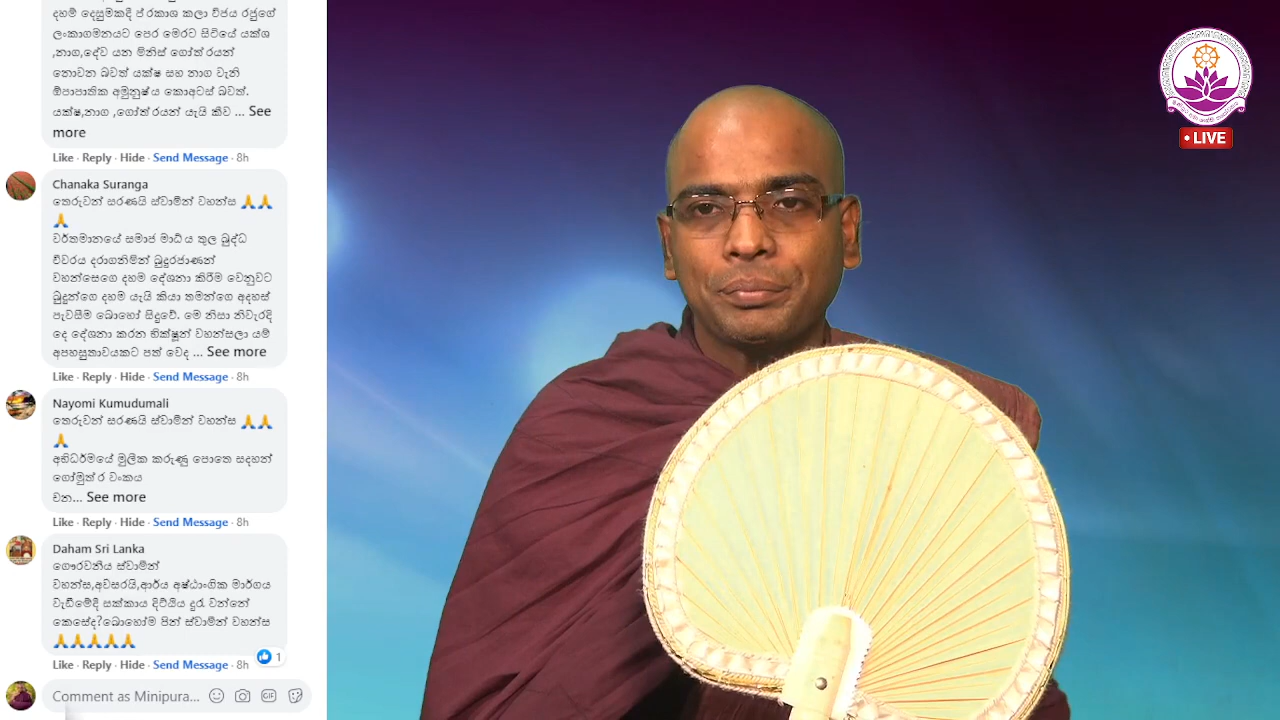 දහම් දෙසුමකදී ප්රකාශ කලා විජය රජුගේ
ලංකාගමනයට පෙර මෙරට සිටියේ යක්ශ
,නාග,දේව යන මිනිස් ගෝත්රයන්
නොවන බවත් යක්ෂ සහ නාග වැනි
ඕපාපාතික අමුනුෂ්ය කොඅටස් බවත්.
යක්ෂ,නාග ,ගෝත්රයන් යැයි කීව ... See
more
Like · Reply · Hide · Send Message · 8h
Chanaka Suranga
තෙරුවන් සරණයි ස්වාමීන් වහන්ස 🙏🙏
🙏
වර්තමානයේ සමාජ මාධ්ය තුල බුද්ධ
චීවරය දරාගනිමින් බුදුරජාණන්
වහන්සෙගෙ දහම දේශනා කිරීම වෙනුවට
බුදුන්ගෙ දහම යැයි කියා තමන්ගෙ අදහස්
පැවසීම බොහෝ සිදුවේ. මෙ නිසා නිවැරදි
දෙ දේශනා කරන භික්ෂූන් වහන්සලා යම්
අපහසුතාවයකට පත් වෙද ... See more
Like · Reply · Hide · Send Message · 8h
Nayomi Kumudumali
තෙරුවන් සරණයි ස්වාමීන් වහන්ස 🙏🙏
🙏
අභිධර්මයේ මුලික කරුණු පොතෙ සදහන්
ගෝමුත්ර වංකය
වන... See more
Like · Reply · Hide · Send Message · 8h
Daham Sri Lanka
ගෞරවනීය ස්වාමීන්
වහන්ස,අවසරයි,ආර්ය අෂ්ඨාංගික මාර්ගය
වැඩීමේදි සක්කාය දිට්ඨිය දුරු වන්නේ
කෙසේද?බොහෝම පින් ස්වාමීන් වහන්ස
🙏🙏🙏🙏🙏
1
Like · Reply · Hide · Send Message · 8h
Comment as Minipura...
GIF
LIVE